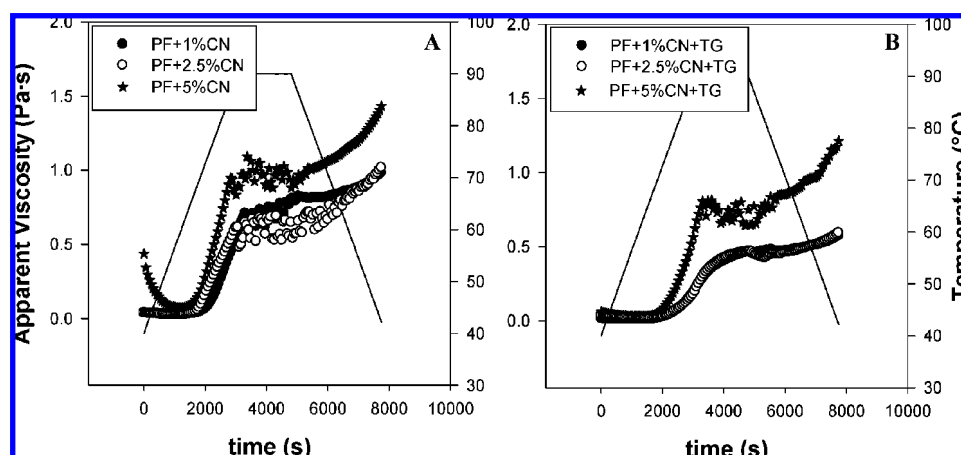 2.0
1.5
1.0
0.5
0.0
Apparent Viscosity (Pa·s)
PF+1%CN
PF+2.5%CN
PF+5%CN
A
100
90
80
70
60
50
40
30
0 2000 4000 6000 8000 10000
time (s)
2.0
1.5
1.0
0.5
0.0
PF+1%CN+TG
PF+2.5%CN+TG
PF+5%CN+TG
B
100
90
80
70
60
50
40
30
Temperature (°C)
0 2000 4000 6000 8000 10000
time (s)